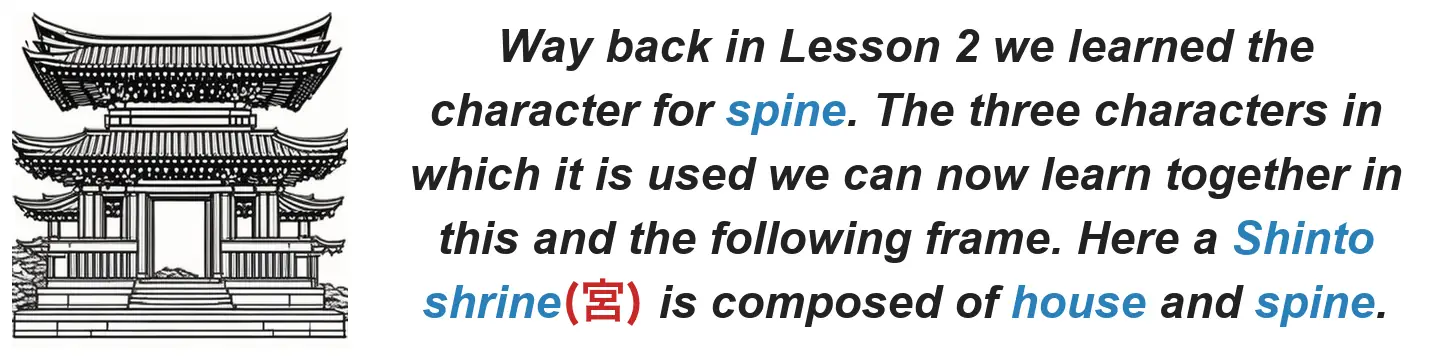 Way back in Lesson 2 we learned the
character for spine. The three characters in
which it is used we can now learn together in
this and the following frame. Here a Shinto
shrine(宮) is composed of house and spine.